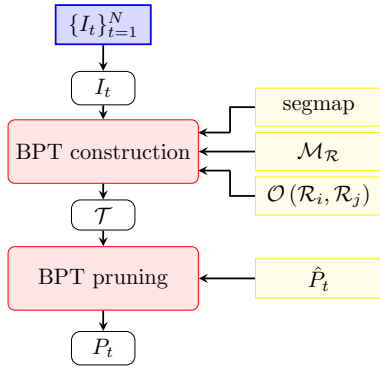 {I_t}_{t=1}^N
I_t
segmap
BPT construction
M_R
O (R_i, R_j)
T
BPT pruning
P̂_t
P_t